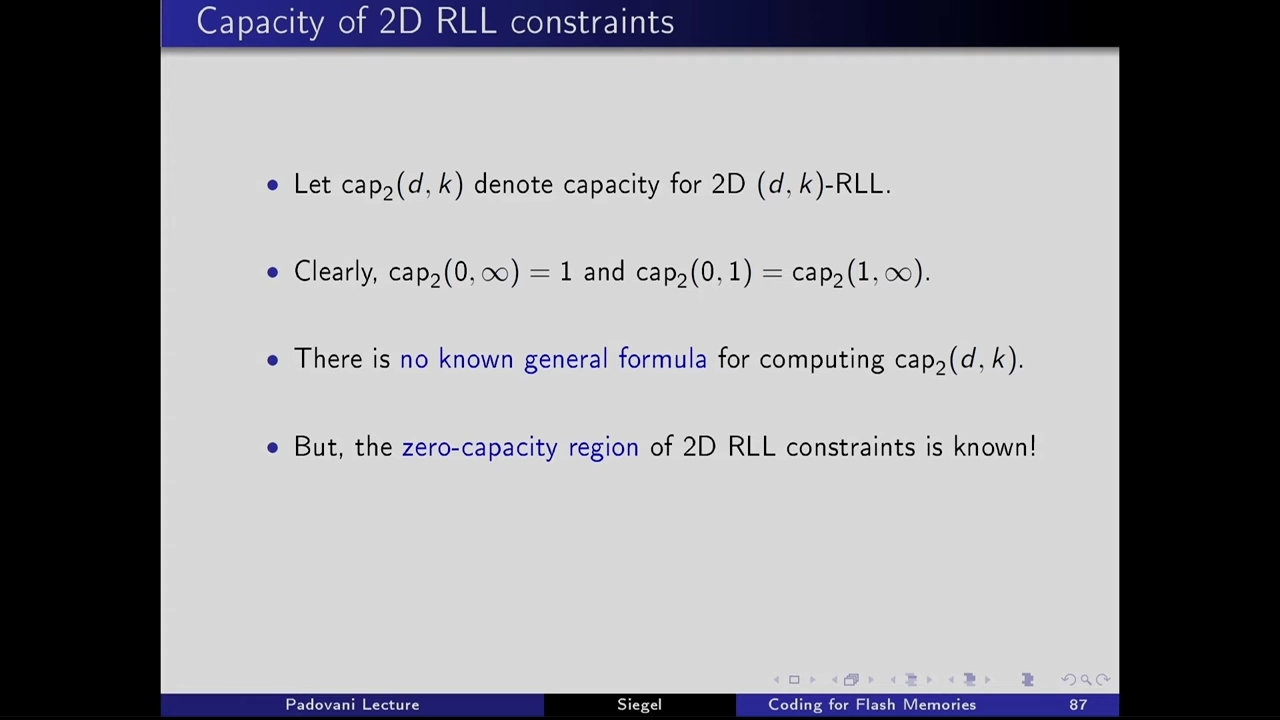 Capacity of 2D RLL constraints
• Let cap₂(d, k) denote capacity for 2D (d, k)-RLL.
• Clearly, cap₂(0, ∞) = 1 and cap₂(0, 1) = cap₂(1, ∞).
• There is no known general formula for computing cap₂(d, k).
• But, the zero-capacity region of 2D RLL constraints is known!
Padovani Lecture Siegel Coding for Flash Memories 87